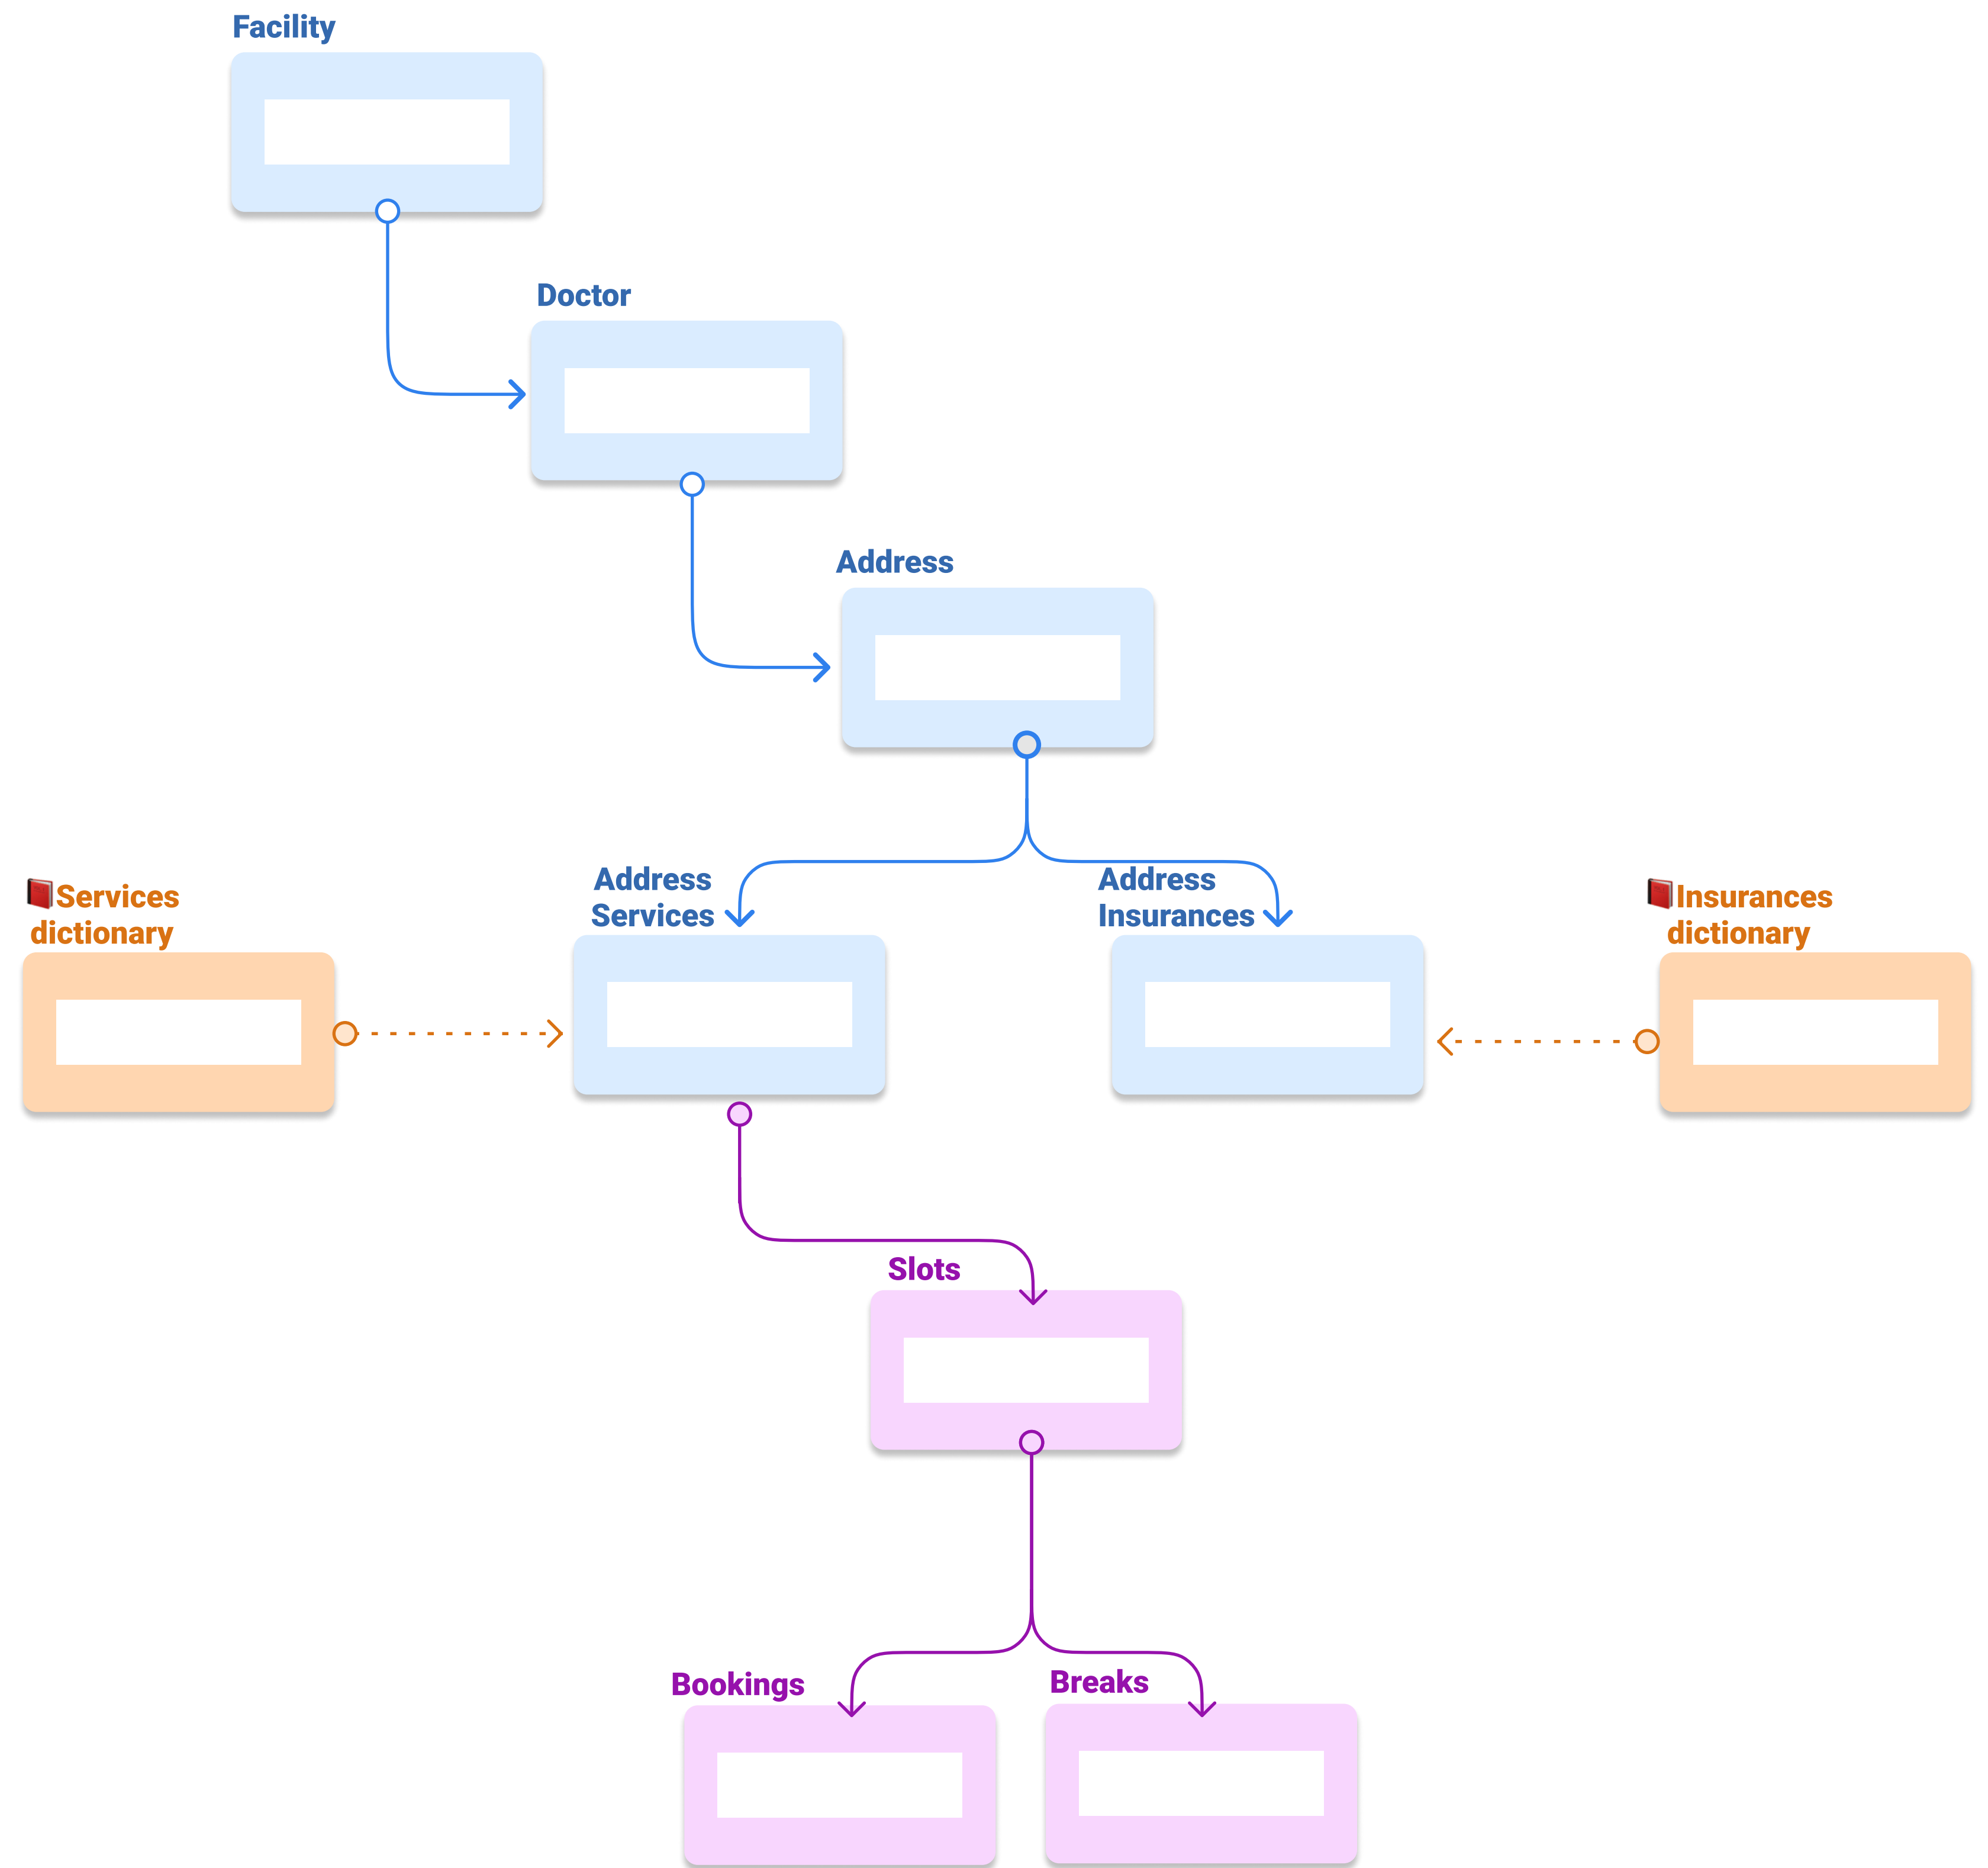 Facility
Doctor
Address
Address
Services
Address
Insurances
Services
dictionary
Insurances
dictionary
Slots
Bookings
Breaks